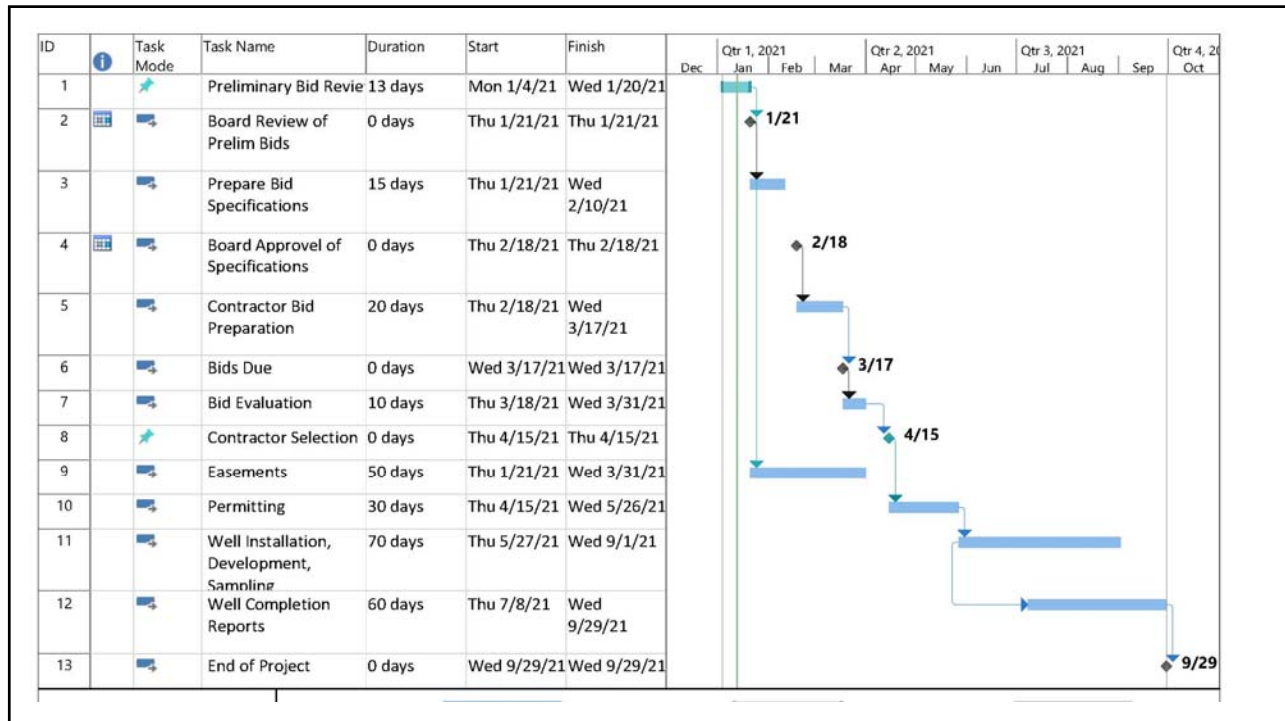 ID Task Task Name Duration Start Finish Qtr 1, 2021 Qtr 2, 2021 Qtr 3, 2021 Qtr 4, 20
Mode Dec Jan Feb Mar Apr May Jun Jul Aug Sep Oct
1 Preliminary Bid Revie 13 days Mon 1/4/21 Wed 1/20/21
2 Board Review of 0 days Thu 1/21/21 Thu 1/21/21 1/21
Prelim Bids
3 Prepare Bid 15 days Thu 1/21/21 Wed
Specifications 2/10/21
4 Board Approvel of 0 days Thu 2/18/21 Thu 2/18/21 2/18
Specifications
5 Contractor Bid 20 days Thu 2/18/21 Wed
Preparation 3/17/21
6 Bids Due 0 days Wed 3/17/21 Wed 3/17/21 3/17
7 Bid Evaluation 10 days Thu 3/18/21 Wed 3/31/21
8 Contractor Selection 0 days Thu 4/15/21 Thu 4/15/21 4/15
9 Easements 50 days Thu 1/21/21 Wed 3/31/21
10 Permitting 30 days Thu 4/15/21 Wed 5/26/21
11 Well Installation, 70 days Thu 5/27/21 Wed 9/1/21
Development,
Sampling
12 Well Completion 60 days Thu 7/8/21 Wed
Reports 9/29/21
13 End of Project 0 days Wed 9/29/21 Wed 9/29/21 9/29